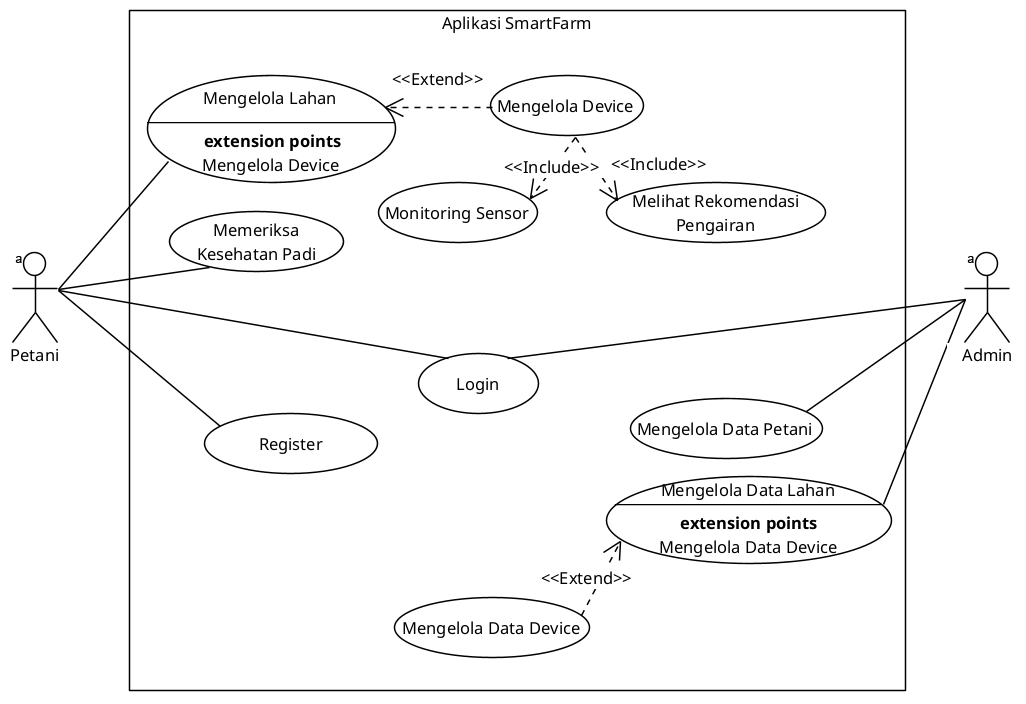 Aplikasi SmartFarm
<<Extend>>
Mengelola Lahan
extension points
Mengelola Device
Mengelola Device
<<Include>>
<<Include>>
Monitoring Sensor
Melihat Rekomendasi
Pengairan
Memeriksa
Kesehatan Padi
a
Petani
a
Admin
Login
Register
Mengelola Data Petani
Mengelola Data Lahan
extension points
Mengelola Data Device
<<Extend>>
Mengelola Data Device